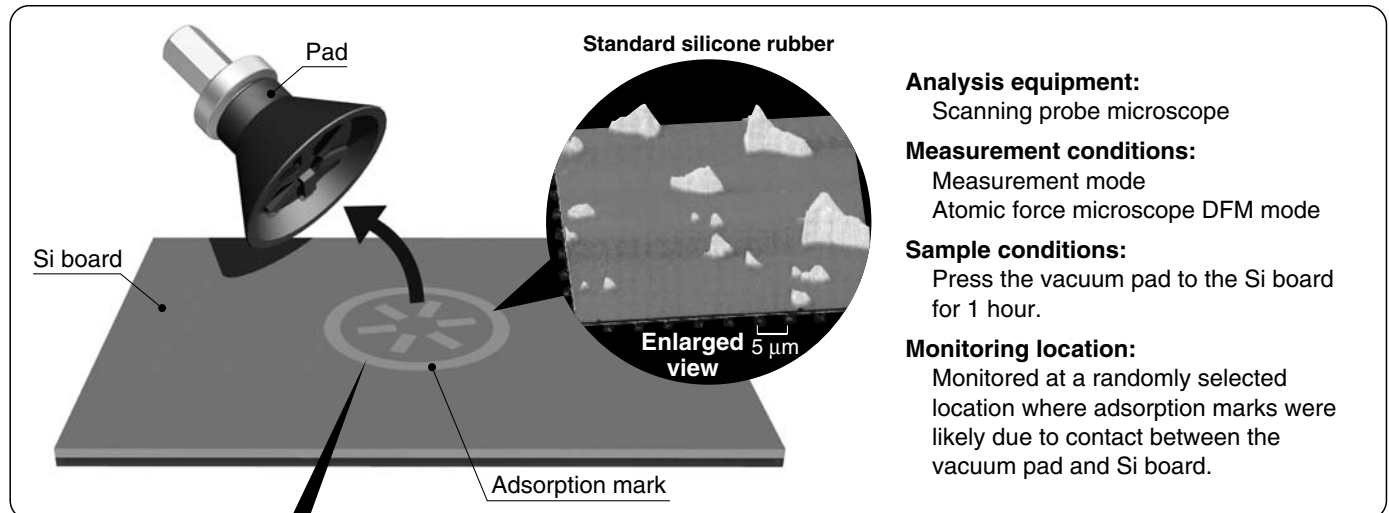 Pad
Standard silicone rubber
Si board
Enlarged
view
5 μm
Adsorption mark
Analysis equipment:
Scanning probe microscope
Measurement conditions:
Measurement mode
Atomic force microscope DFM mode
Sample conditions:
Press the vacuum pad to the Si board
for 1 hour.
Monitoring location:
Monitored at a randomly selected
location where adsorption marks were
likely due to contact between the
vacuum pad and Si board.